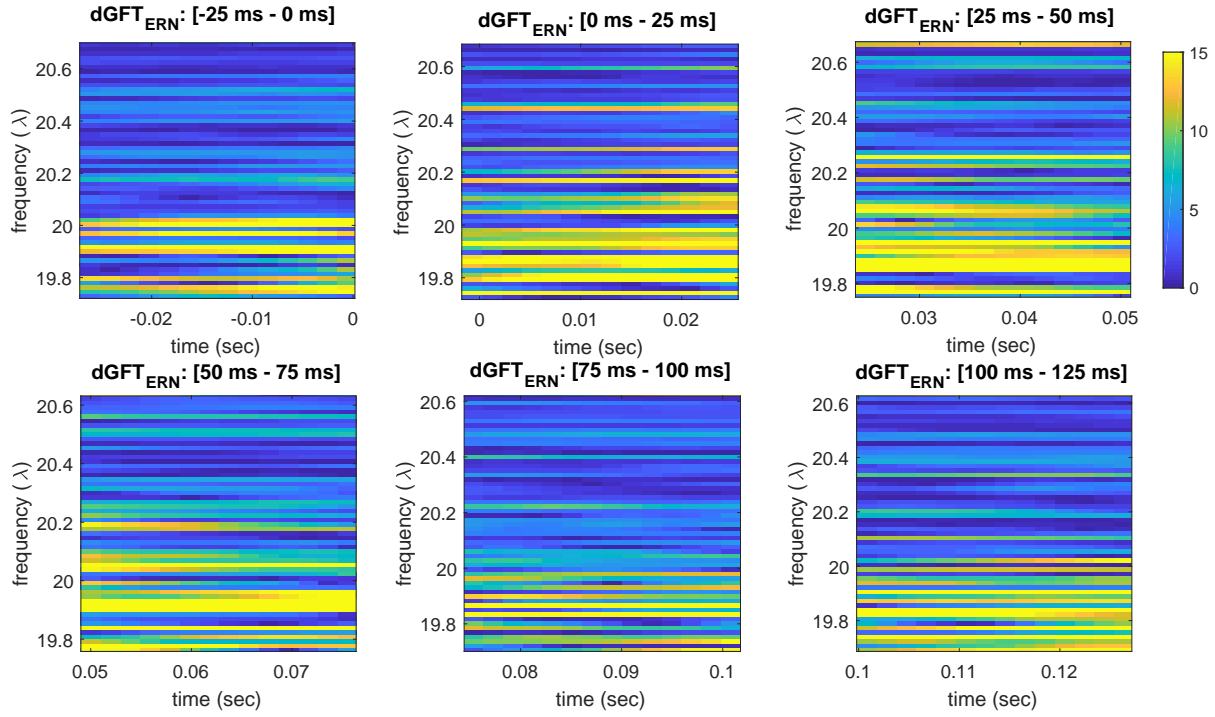 dGFT_ERN: [-25 ms - 0 ms]
dGFT_ERN: [0 ms - 25 ms]
dGFT_ERN: [25 ms - 50 ms]
frequency ( λ)
20.6
20.4
20.2
20
19.8
-0.02
-0.01
0
time (sec)
frequency ( λ)
20.6
20.4
20.2
20
19.8
0
0.01
0.02
time (sec)
frequency ( λ)
20.6
20.4
20.2
20
19.8
0.03
0.04
0.05
time (sec)
15
10
5
0
dGFT_ERN: [50 ms - 75 ms]
dGFT_ERN: [75 ms - 100 ms]
dGFT_ERN: [100 ms - 125 ms]
frequency ( λ)
20.6
20.4
20.2
20
19.8
0.05
0.06
0.07
time (sec)
frequency ( λ)
20.6
20.4
20.2
20
19.8
0.08
0.09
0.1
time (sec)
frequency ( λ)
20.6
20.4
20.2
20
19.8
0.1
0.11
0.12
time (sec)